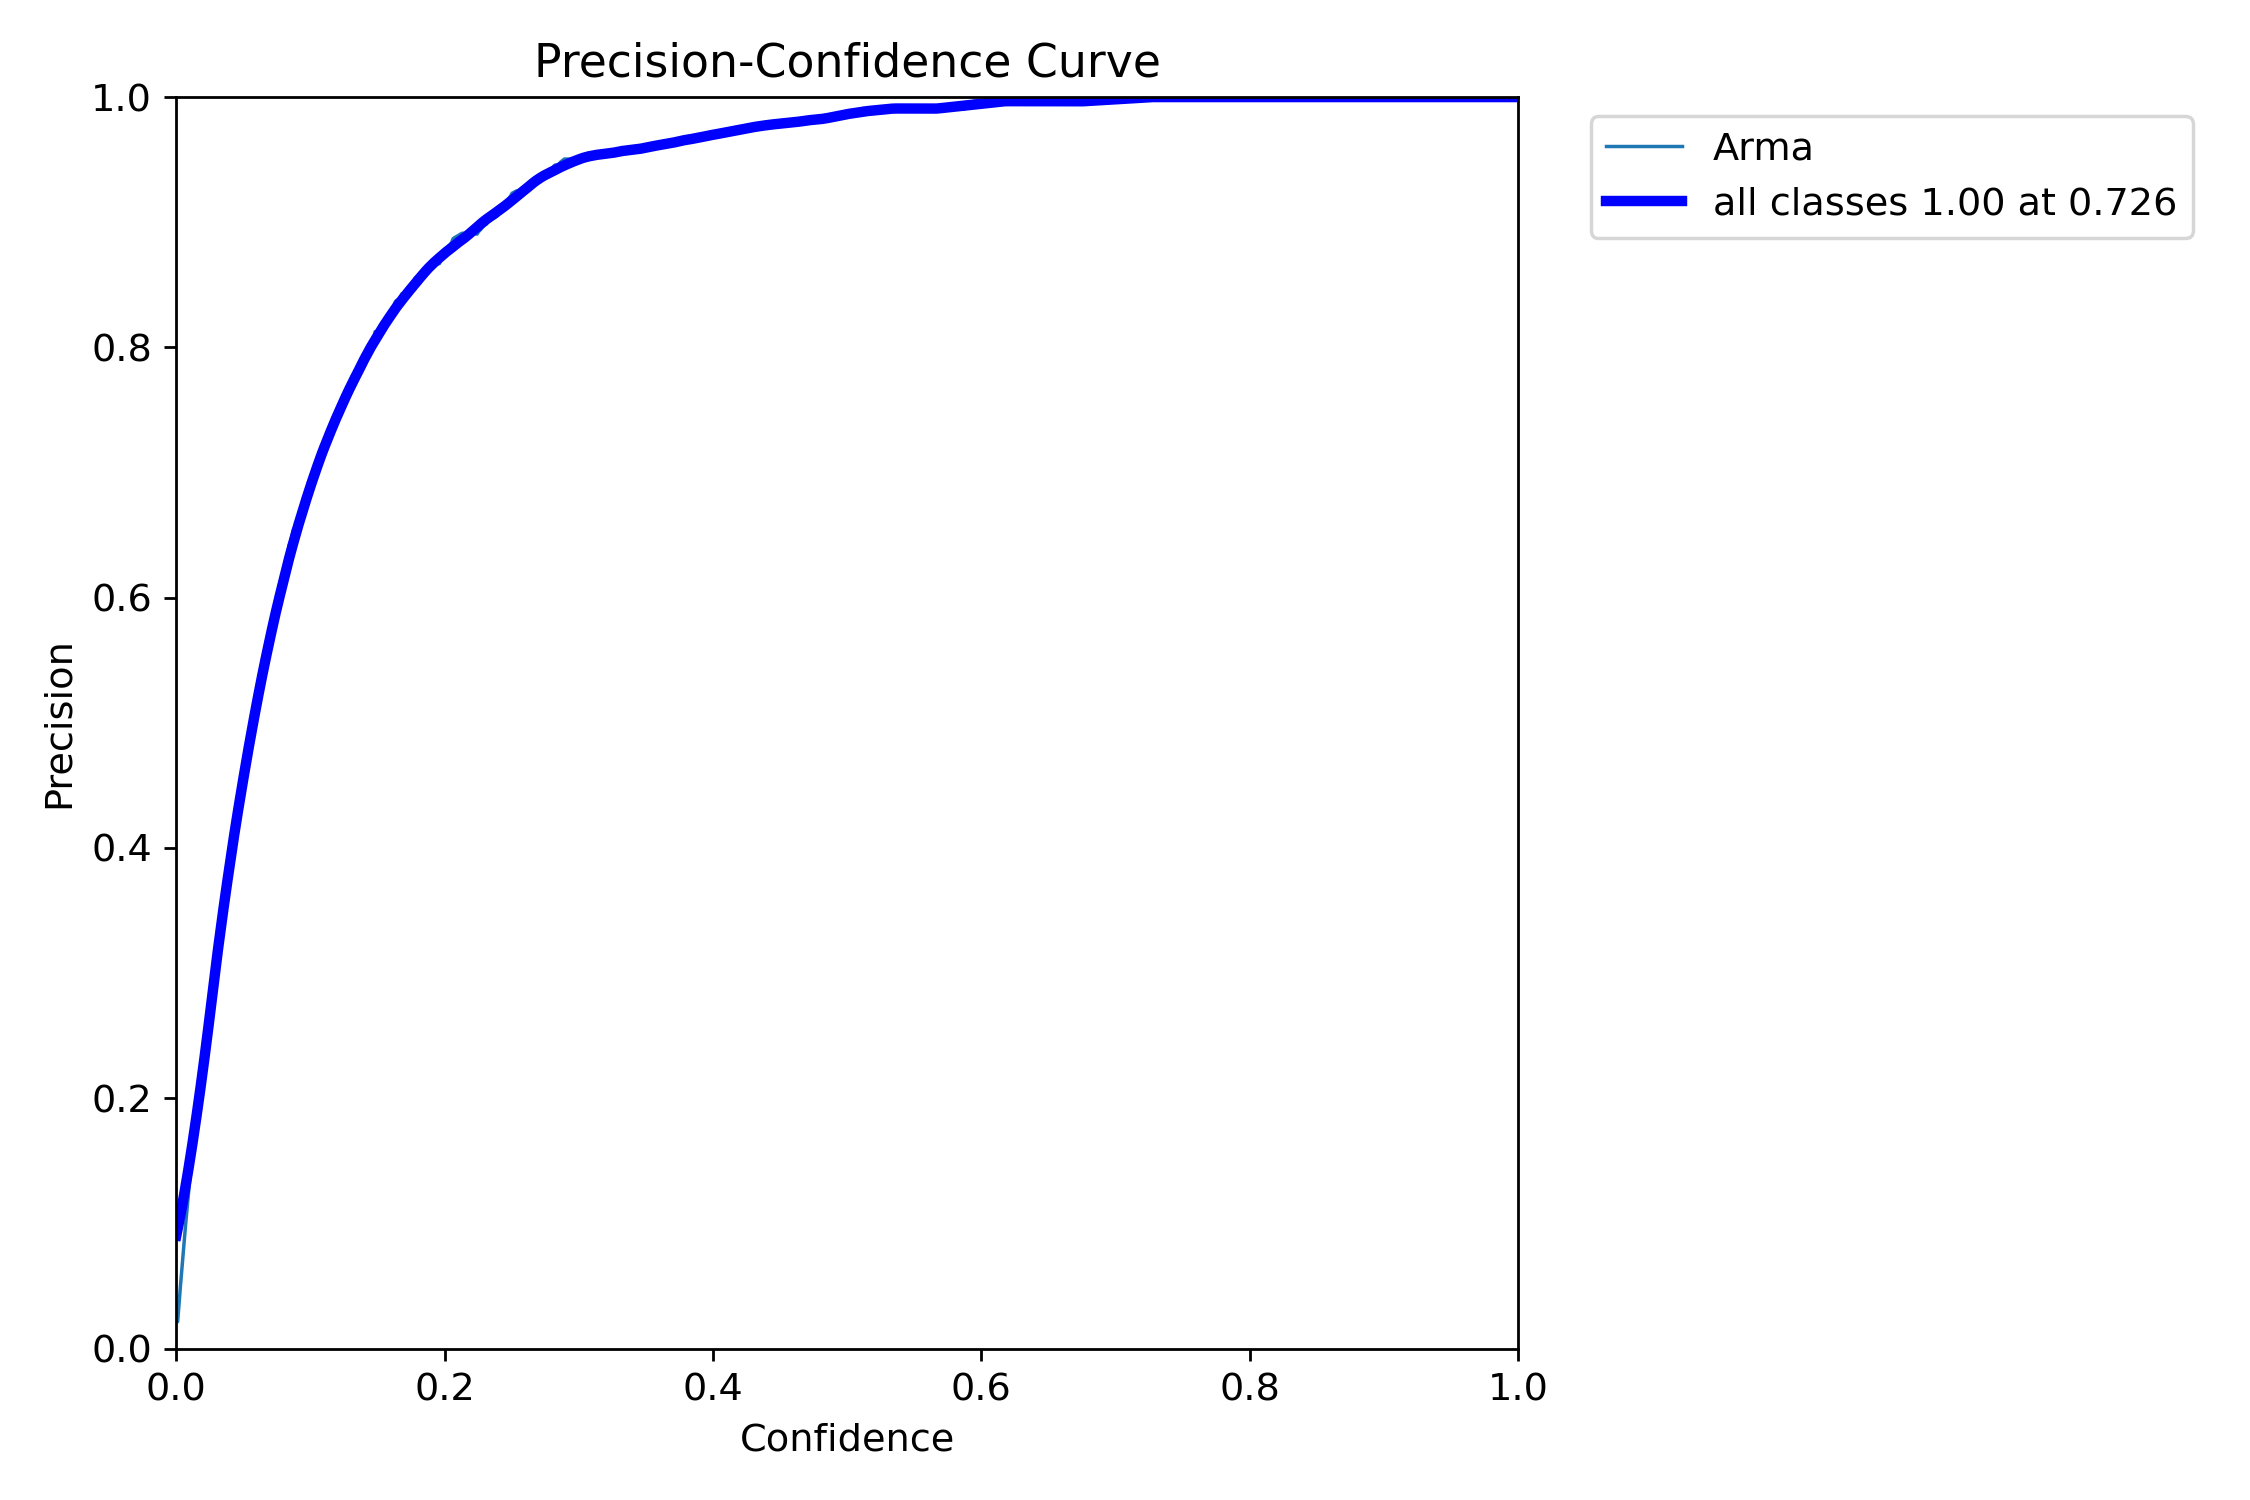 Precision-Confidence Curve
1.0
0.8
0.6
0.4
0.2
0.0
Precision
0.0 0.2 0.4 0.6 0.8 1.0
Confidence
Arma
all classes 1.00 at 0.726